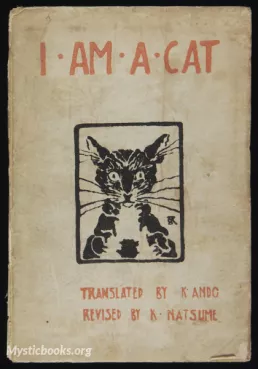 I·AM·A·CAT
TRANSLATED BY K ANDO
REVISED BY K·NATSUME
Mysticbooks.org